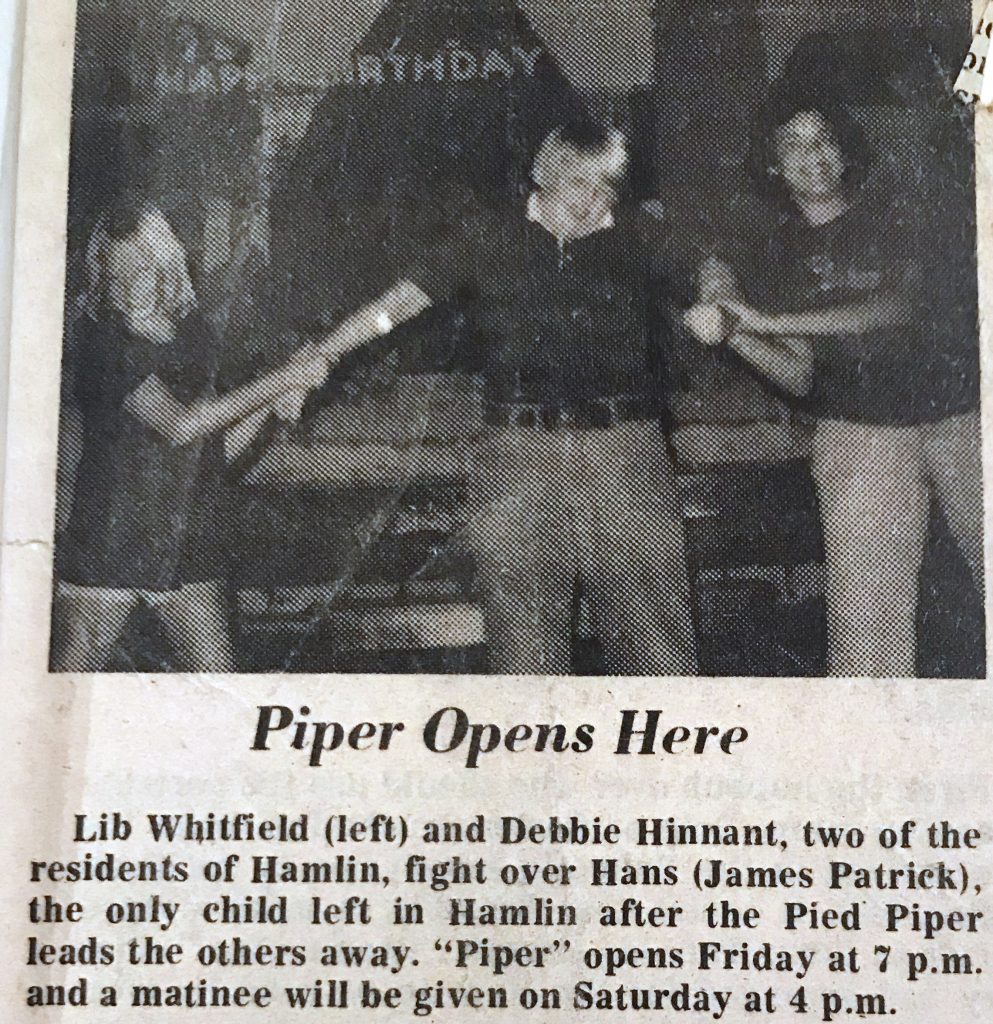 HAPPY BIRTHDAY
Piper Opens Here
Lib Whitfield (left) and Debbie Hinnant, two of the
residents of Hamlin, fight over Hans (James Patrick),
the only child left in Hamlin after the Pied Piper
leads the others away. “Piper” opens Friday at 7 p.m.
and a matinee will be given on Saturday at 4 p.m.